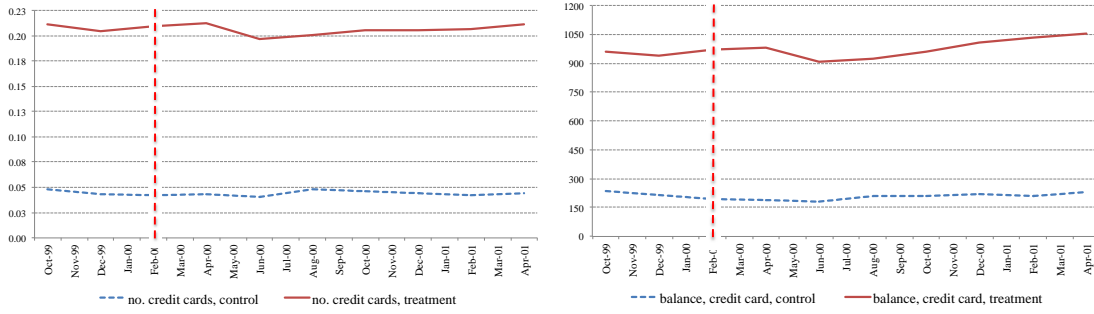 0.23
0.20
0.18
0.15
0.13
0.10
0.08
0.05
0.03
0.00
Oct-99
Nov-99
Dec-99
Jan-00
Feb-0
Mar-00
Apr-00
May-00
Jun-00
Jul-00
Aug-00
Sep-00
Oct-00
Nov-00
Dec-00
Jan-01
Feb-01
Mar-01
Apr-01
no. credit cards, control
no. credit cards, treatment
1200
1050
900
750
600
450
300
150
0
Oct-99
Nov-99
Dec-99
Jan-00
Feb-0
Mar-00
Apr-00
May-00
Jun-00
Jul-00
Aug-00
Sep-00
Oct-00
Nov-00
Dec-00
Jan-01
Feb-01
Mar-01
Apr-01
balance, credit card, control
balance, credit card, treatment